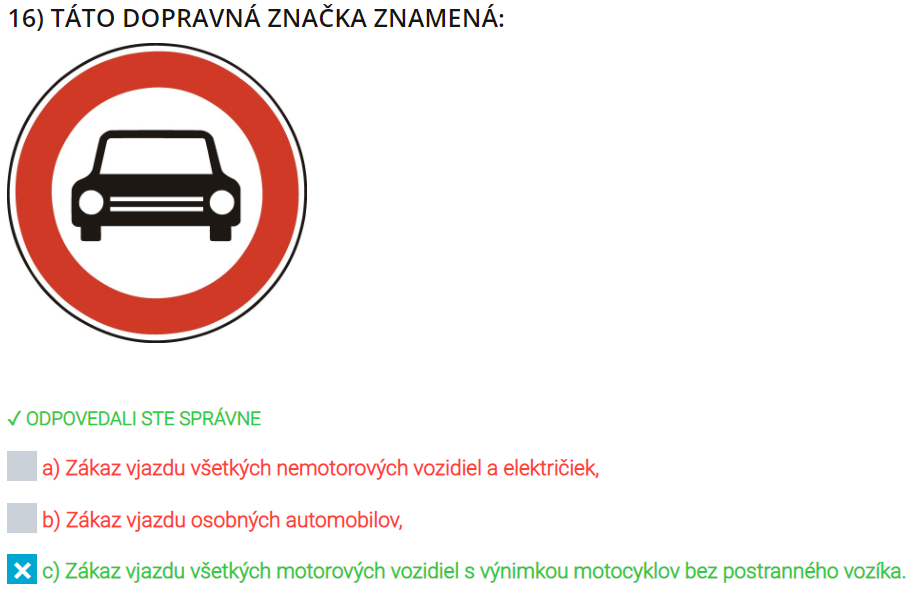 16) TÁTO DOPRAVNÁ ZNAČKA ZNAMENÁ:
✓ ODPOVEDALI STE SPRÁVNE
a) Zákaz vjazdu všetkých nemotorových vozidiel a električiek,
b) Zákaz vjazdu osobných automobilov,
c) Zákaz vjazdu všetkých motorových vozidiel s výnimkou motocyklov bez postranného vozíka.